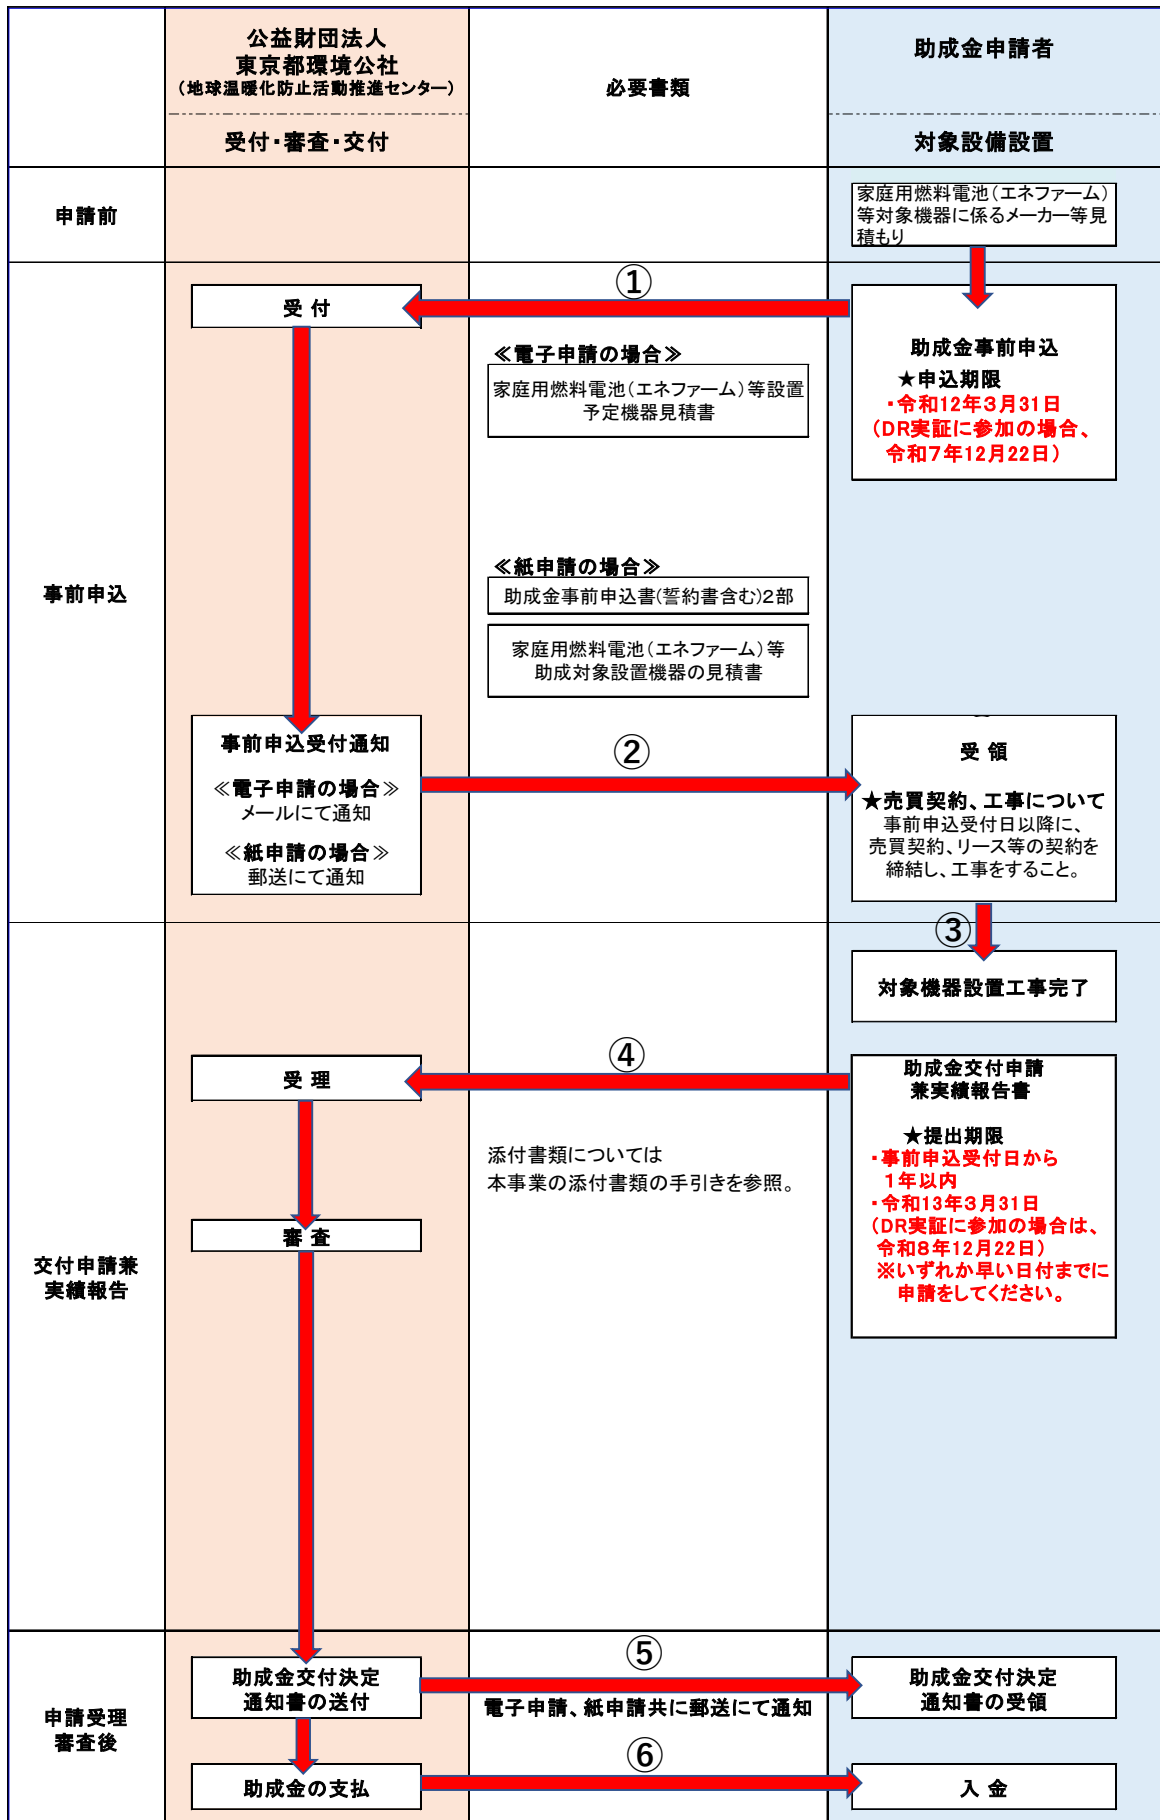 公益財団法人
東京都環境公社
（地球温暖化防止活動推進センター）
受付・審査・交付
必要書類
助成金申請者
対象設備設置
申請前
家庭用燃料電池（エネファーム）
等対象機器に係るメーカー等見
積もり
事前申込
①
受 付
≪電子申請の場合≫
家庭用燃料電池（エネファーム）等設置
予定機器見積書
助成金事前申込
★申込期限
・令和12年３月31日
（DR実証に参加の場合、
令和７年12月22日）
≪紙申請の場合≫
助成金事前申込書(誓約書含む)２部
家庭用燃料電池（エネファーム）等
助成対象設置機器の見積書
事前申込受付通知
≪電子申請の場合≫
メールにて通知
≪紙申請の場合≫
郵送にて通知
②
受 領
★売買契約、工事について
事前申込受付日以降に、
売買契約、リース等の契約を
締結し、工事をすること。
③
対象機器設置工事完了
交付申請兼
実績報告
④
受 理
助成金交付申請
兼実績報告書
★提出期限
・事前申込受付日から
１年以内
・令和13年３月31日
（DR実証に参加の場合は、
令和８年12月22日）
※いずれか早い日付までに
申請をしてください。
添付書類については
本事業の添付書類の手引きを参照。
審 査
申請受理
審査後
助成金交付決定
通知書の送付
⑤
電子申請、紙申請共に郵送にて通知
助成金交付決定
通知書の受領
助成金の支払
⑥
入 金